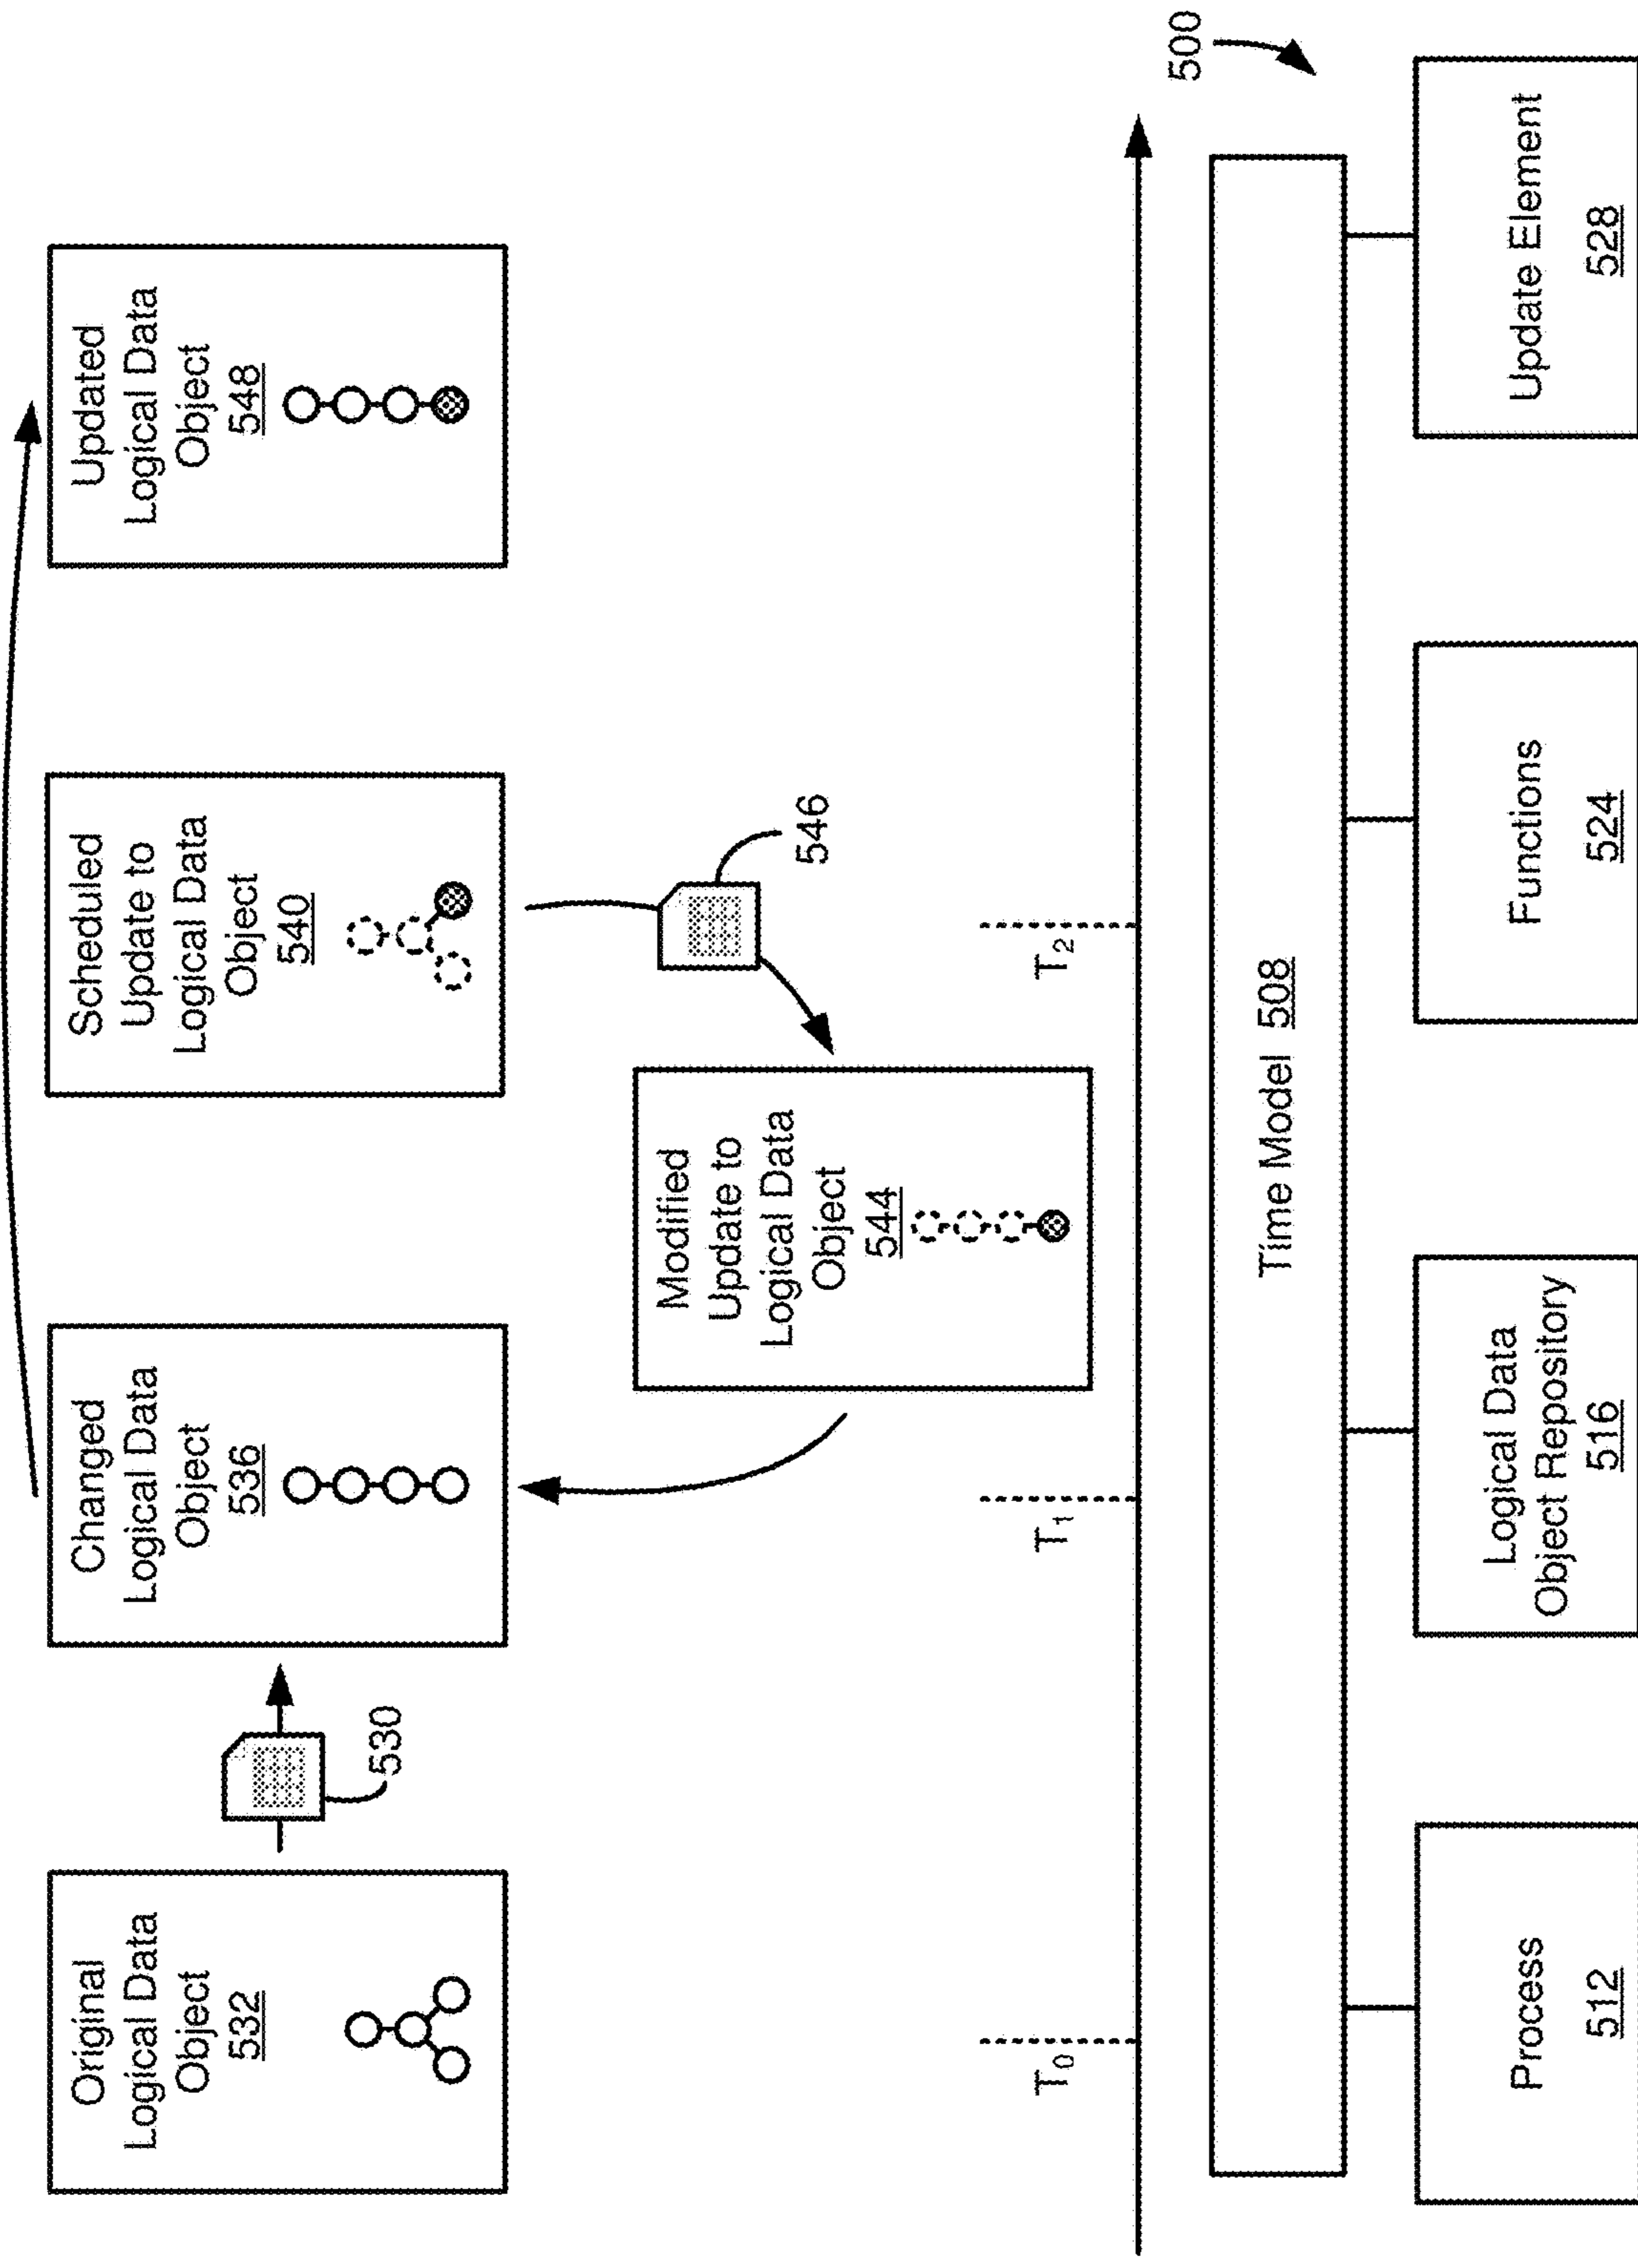 Original
Logical Data
Object
532
530
Changed
Logical Data
Object
536
Scheduled
Update to
Logical Data
Object
540
Updated
Logical Data
Object
548
546
Modified
Update to
Logical Data
Object
544
T₀
T₁
T₂
500
Time Model 508
Process
512
Logical Data
Object Repository
516
Functions
524
Update Element
528